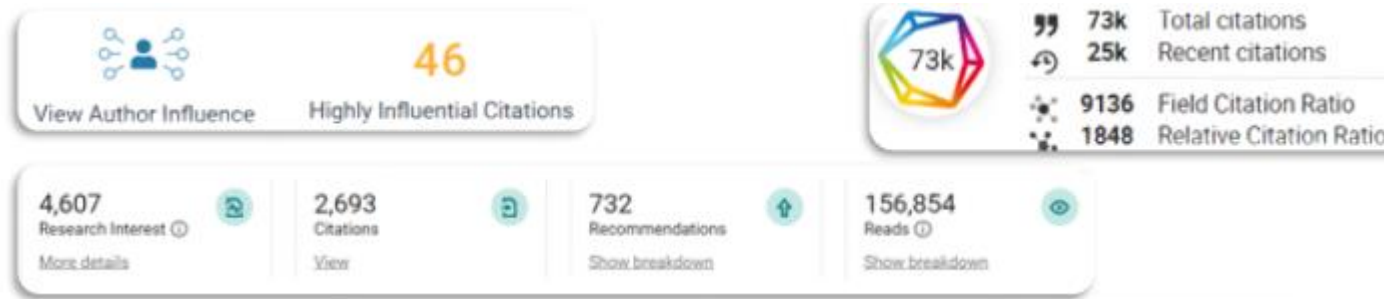 46
View Author Influence
Highly Influential Citations
73k
73k Total citations
25k Recent citations
9136 Field Citation Ratio
1848 Relative Citation Ratio
4,607
Research Interest
More details
2,693
Citations
View
732
Recommendations
Show breakdown
156,854
Reads
Show breakdown